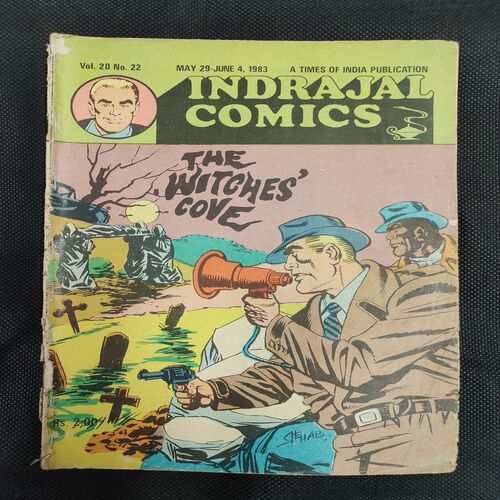 Vol. 20 No. 22
MAY 29-JUNE 4, 1983
A TIMES OF INDIA PUBLICATION
INDRAJAL
COMICS
THE
WITCHES'
COVE
Rs. 2.00